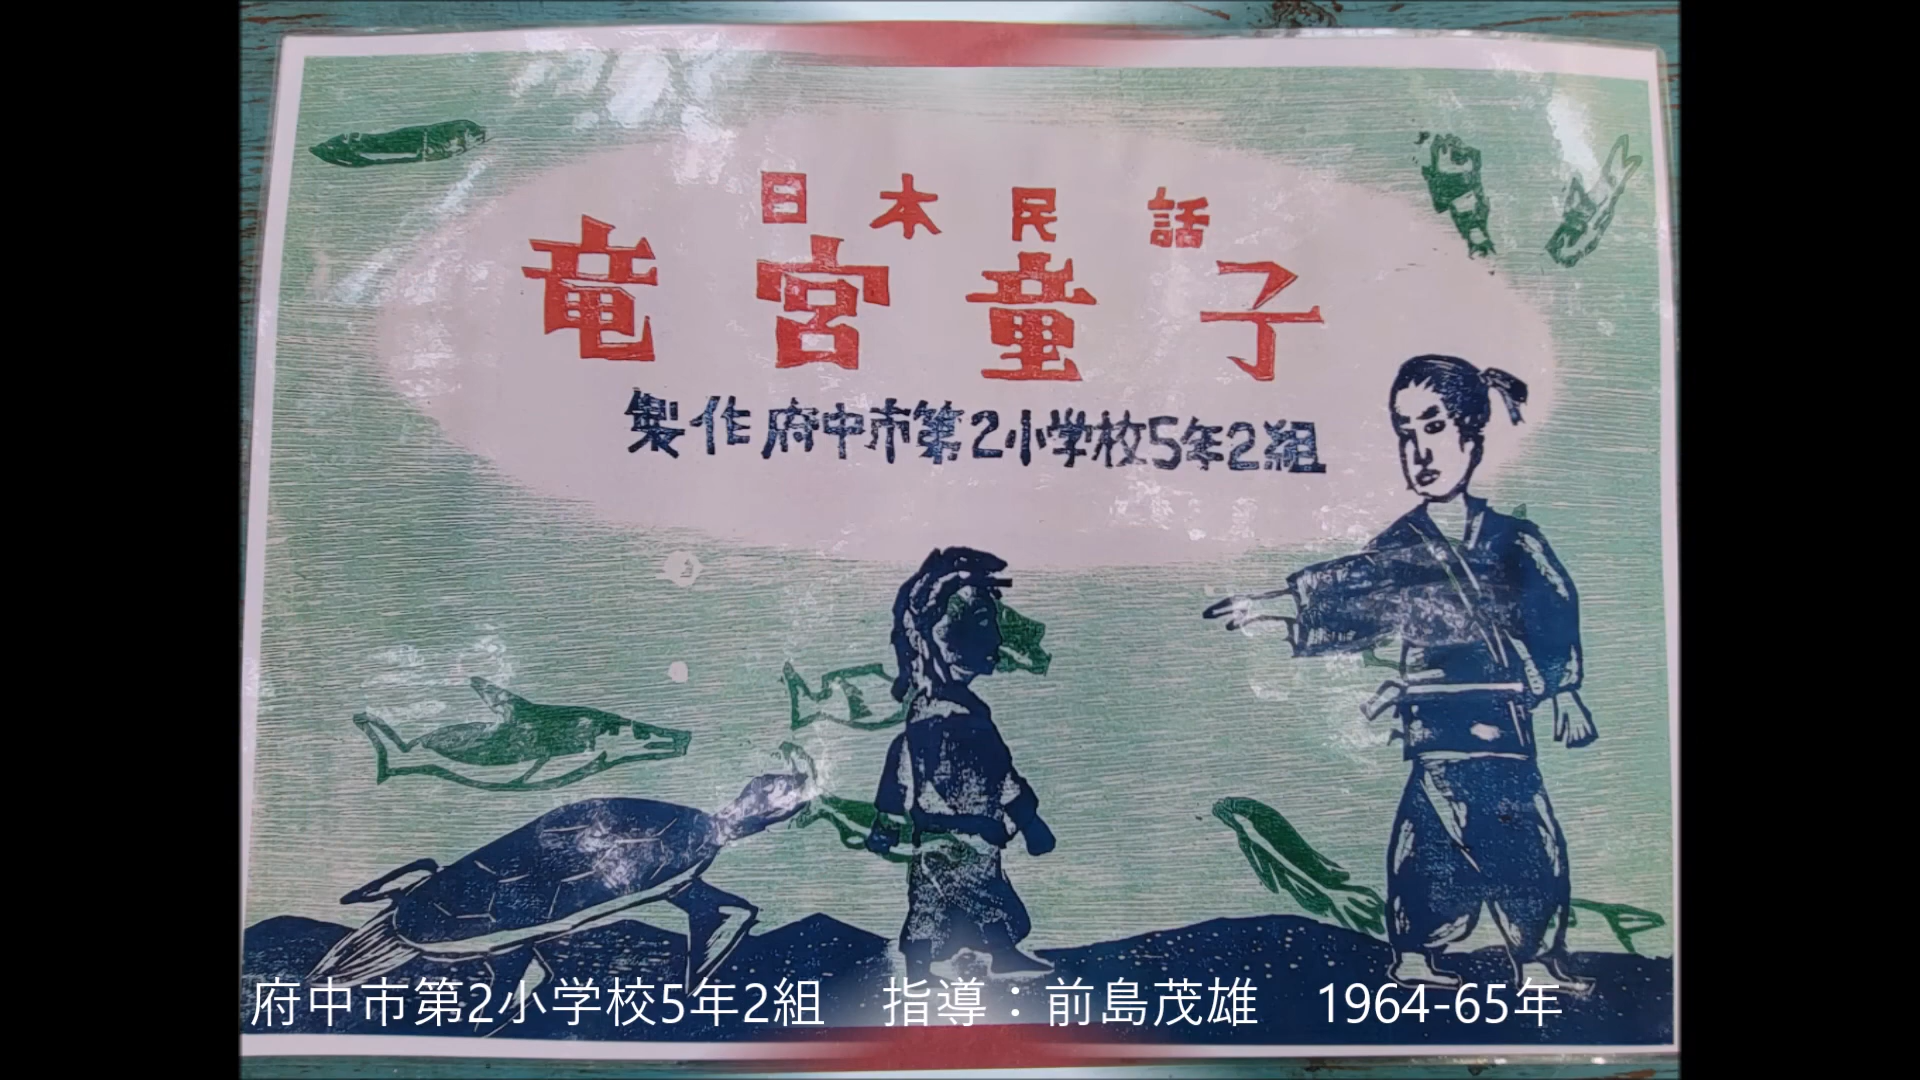 日本民話
竜宮童子
製作府中市第2小学校5年2組
府中市第2小学校5年2組　指導：前島茂雄　1964-65年